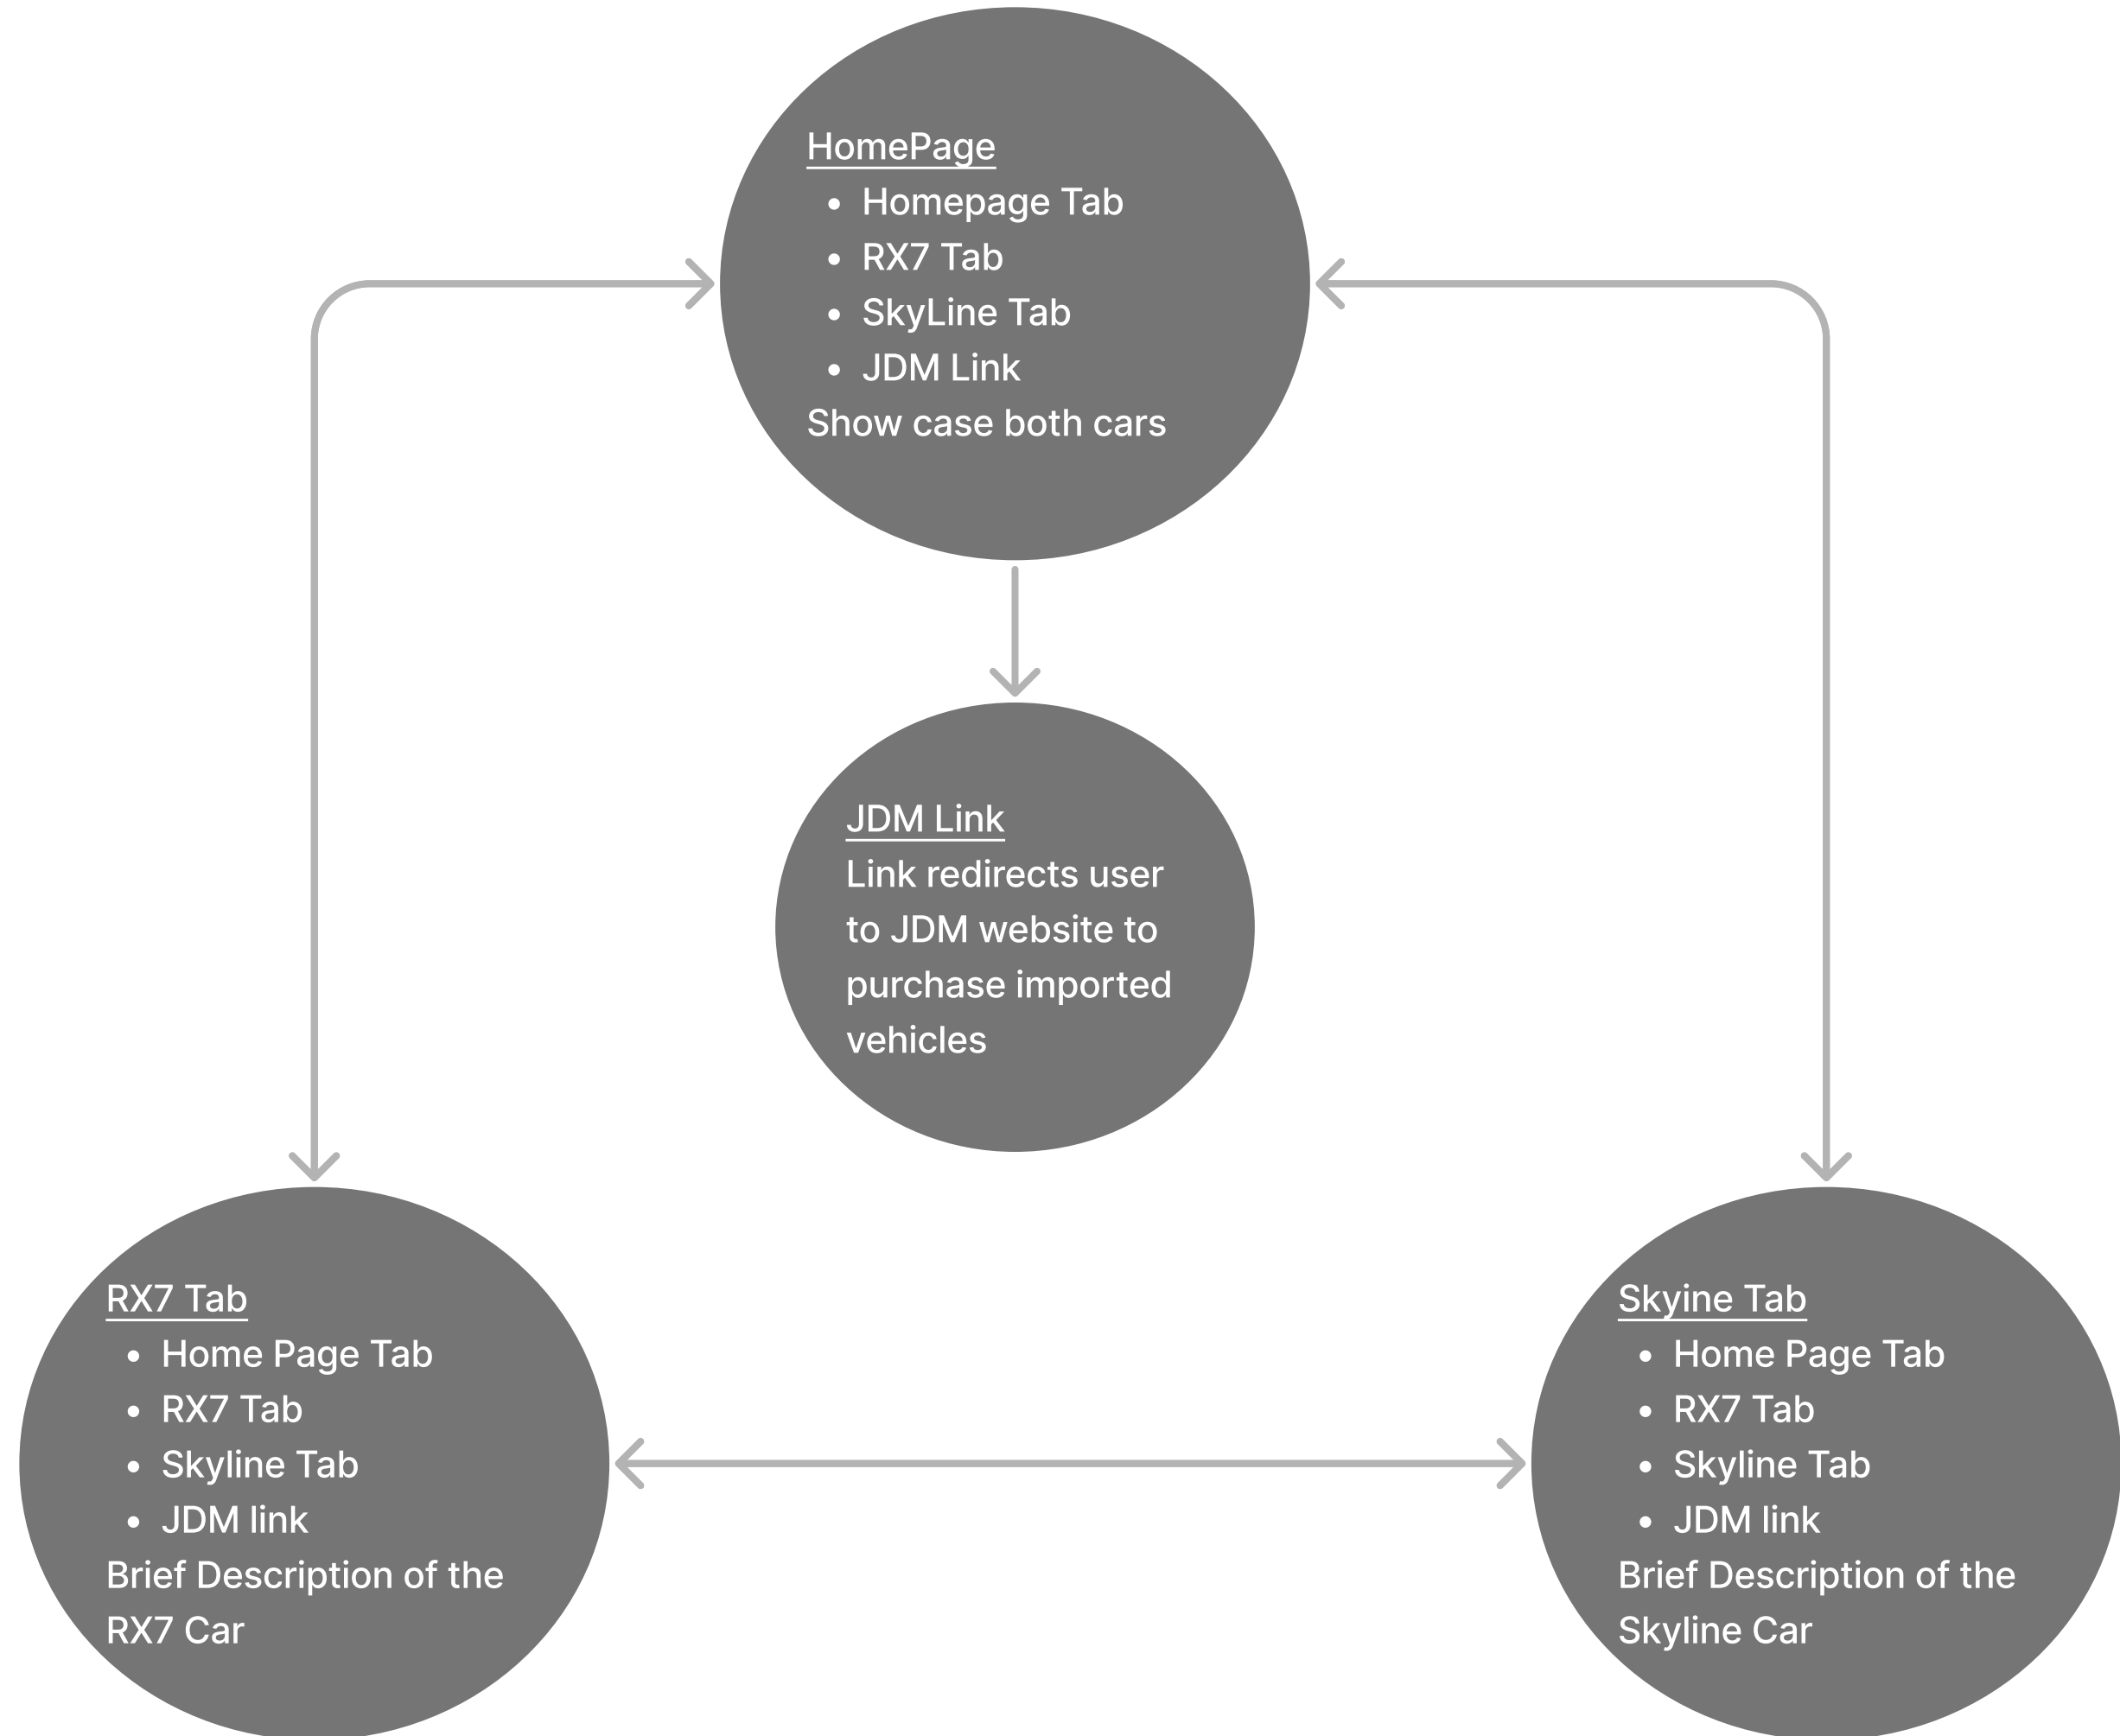 HomePage
Homepage Tab
RX7 Tab
SkyLine Tab
JDM Link
Show case both cars
JDM Link
Link redirects user
to JDM website to
purchase imported
vehicles
RX7 Tab
Home Page Tab
RX7 Tab
Skyline Tab
JDM link
Brief Description of the
RX7 Car
Skyine Tab
Home Page Tab
RX7 Tab
Skyline Tab
JDM link
Brief Description of the
Skyline Car